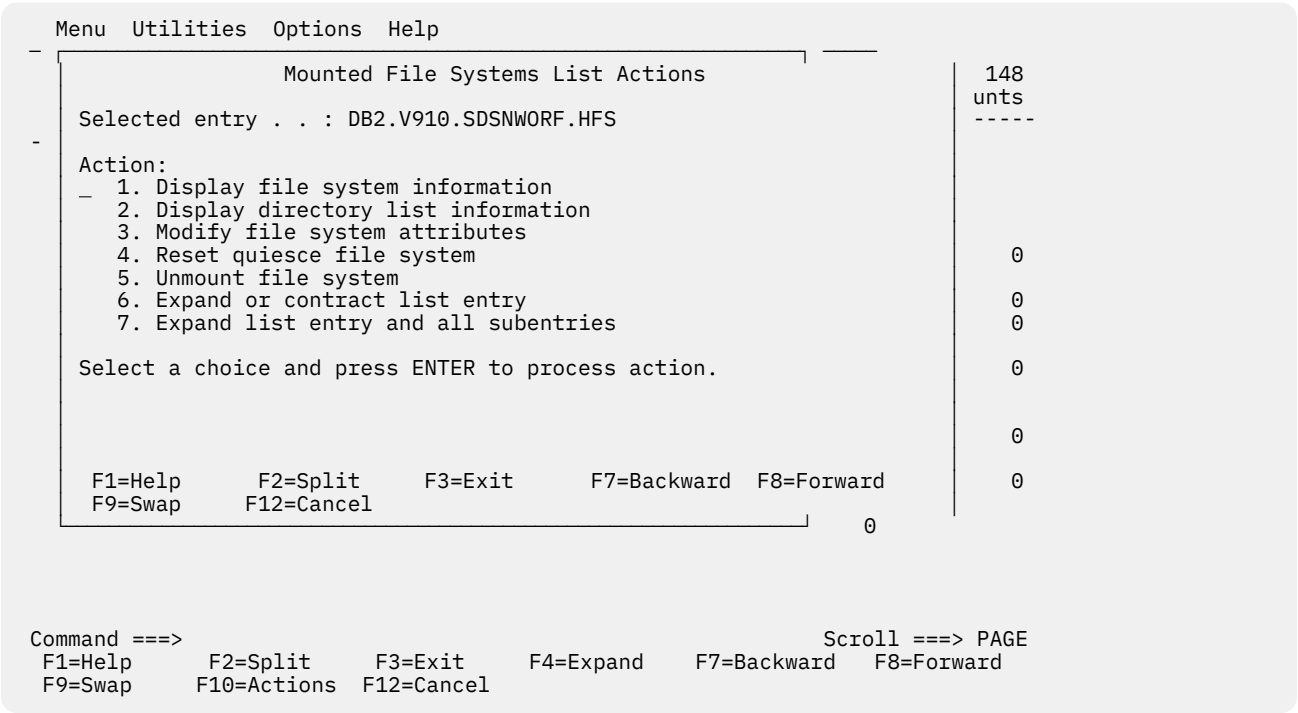 Menu  Utilities  Options  Help
Mounted File Systems List Actions 148
unts
Selected entry . . : DB2.V910.SDSNWORF.HFS -----
-
Action:
_ 1. Display file system information
2. Display directory list information
3. Modify file system attributes
4. Reset quiesce file system 0
5. Unmount file system
6. Expand or contract list entry 0
7. Expand list entry and all subentries 0
Select a choice and press ENTER to process action. 0
0
F1=Help F2=Split F3=Exit F7=Backward F8=Forward 0
F9=Swap F12=Cancel
0
Command ===> Scroll ===> PAGE
F1=Help F2=Split F3=Exit F4=Expand F7=Backward F8=Forward
F9=Swap F10=Actions F12=Cancel